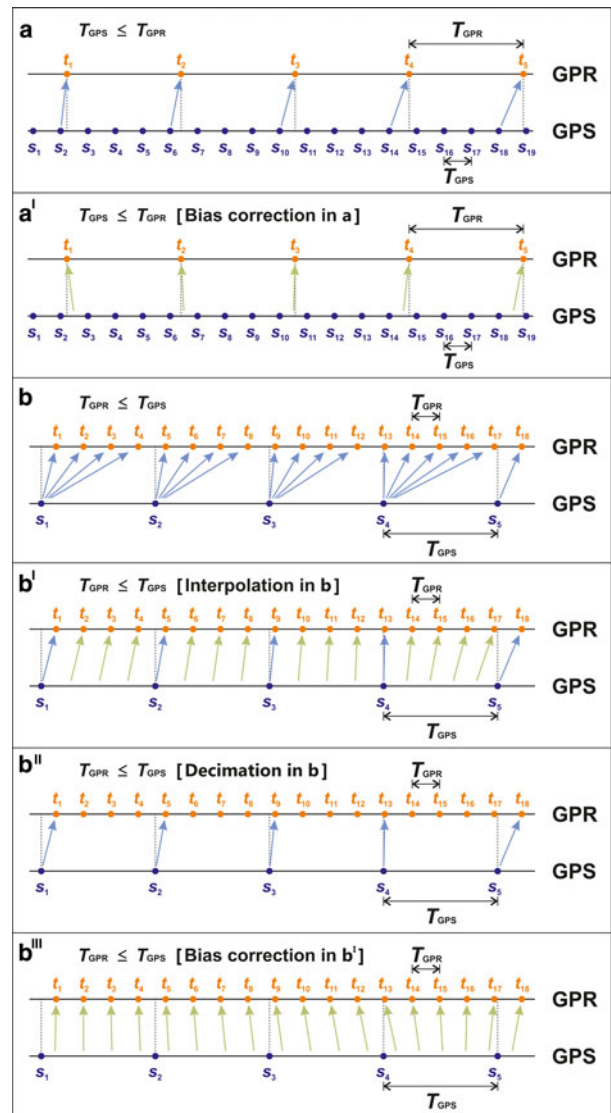 a T_GPS ≤ T_GPR T_GPR
t₁ t₂ t₃ t₄ t₅
GPR
GPS
s₁ s₂ s₃ s₄ s₅ s₆ s₇ s₈ s₉ s₁₀ s₁₁ s₁₂ s₁₃ s₁₄ s₁₅ s₁₆ s₁₇ s₁₈ s₁₉
T_GPS
aᴵ T_GPS ≤ T_GPR [Bias correction in a] T_GPR
t₁ t₂ t₃ t₄ t₅
GPR
GPS
s₁ s₂ s₃ s₄ s₅ s₆ s₇ s₈ s₉ s₁₀ s₁₁ s₁₂ s₁₃ s₁₄ s₁₅ s₁₆ s₁₇ s₁₈ s₁₉
T_GPS
b T_GPR ≤ T_GPS T_GPR
t₁ t₂ t₃ t₄ t₅ t₆ t₇ t₈ t₉ t₁₀ t₁₁ t₁₂ t₁₃ t₁₄ t₁₅ t₁₆ t₁₇ t₁₈
GPR
GPS
s₁ s₂ s₃ s₄ s₅
T_GPS
bᴵ T_GPR ≤ T_GPS [Interpolation in b] T_GPR
t₁ t₂ t₃ t₄ t₅ t₆ t₇ t₈ t₉ t₁₀ t₁₁ t₁₂ t₁₃ t₁₄ t₁₅ t₁₆ t₁₇ t₁₈
GPR
GPS
s₁ s₂ s₃ s₄ s₅
T_GPS
bᴵᴵ T_GPR ≤ T_GPS [Decimation in b] T_GPR
t₁ t₂ t₃ t₄ t₅ t₆ t₇ t₈ t₉ t₁₀ t₁₁ t₁₂ t₁₃ t₁₄ t₁₅ t₁₆ t₁₇ t₁₈
GPR
GPS
s₁ s₂ s₃ s₄ s₅
T_GPS
bᴵᴵᴵ T_GPR ≤ T_GPS [Bias correction in bᴵ] T_GPR
t₁ t₂ t₃ t₄ t₅ t₆ t₇ t₈ t₉ t₁₀ t₁₁ t₁₂ t₁₃ t₁₄ t₁₅ t₁₆ t₁₇ t₁₈
GPR
GPS
s₁ s₂ s₃ s₄ s₅
T_GPS